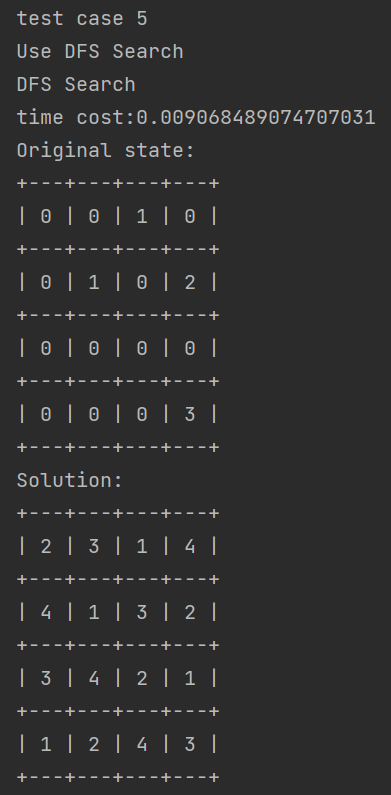 test case 5
Use DFS Search
DFS Search
time cost:0.009068489074707031
Original state:
+---+---+---+---+
| 0 | 0 | 1 | 0 |
+---+---+---+---+
| 0 | 1 | 0 | 2 |
+---+---+---+---+
| 0 | 0 | 0 | 0 |
+---+---+---+---+
| 0 | 0 | 0 | 3 |
+---+---+---+---+
Solution:
+---+---+---+---+
| 2 | 3 | 1 | 4 |
+---+---+---+---+
| 4 | 1 | 3 | 2 |
+---+---+---+---+
| 3 | 4 | 2 | 1 |
+---+---+---+---+
| 1 | 2 | 4 | 3 |
+---+---+---+---+